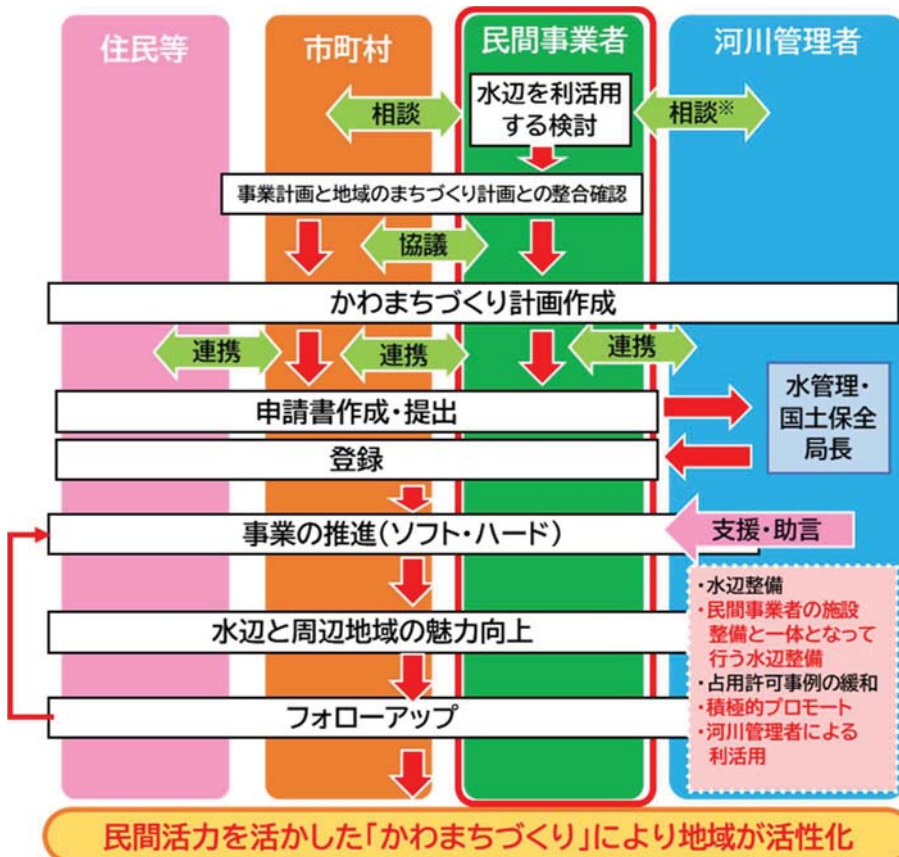 住民等
市町村
民間事業者
河川管理者
相談
水辺を利活用
する検討
相談※
事業計画と地域のまちづくり計画との整合確認
協議
かわまちづくり計画作成
連携
連携
連携
申請書作成・提出
水管理・
国土保全
局長
登録
事業の推進(ソフト・ハード)
支援・助言
・水辺整備
・民間事業者の施設
整備と一体となって
行う水辺整備
・占用許可事例の緩和
・積極的プロモート
・河川管理者による
利活用
水辺と周辺地域の魅力向上
フォローアップ
民間活力を活かした「かわまちづくり」により地域が活性化